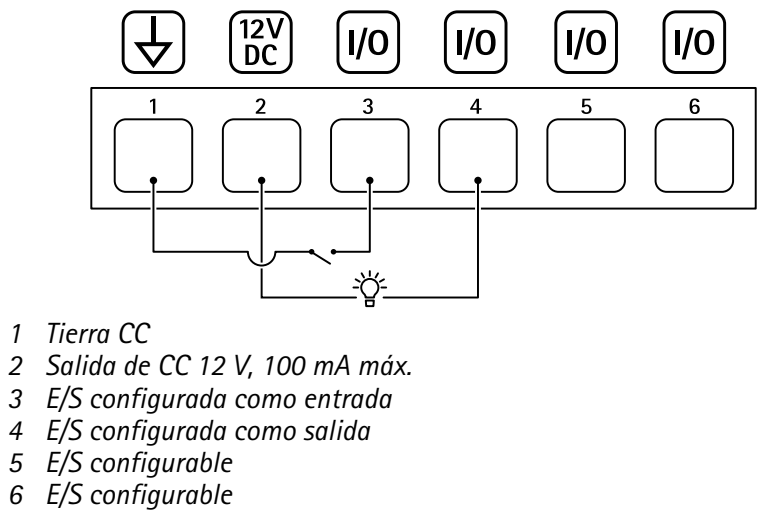 12V
DC
I/O
I/O
I/O
I/O
1 2 3 4 5 6
1 Tierra CC
2 Salida de CC 12 V, 100 mA máx.
3 E/S configurada como entrada
4 E/S configurada como salida
5 E/S configurable
6 E/S configurable